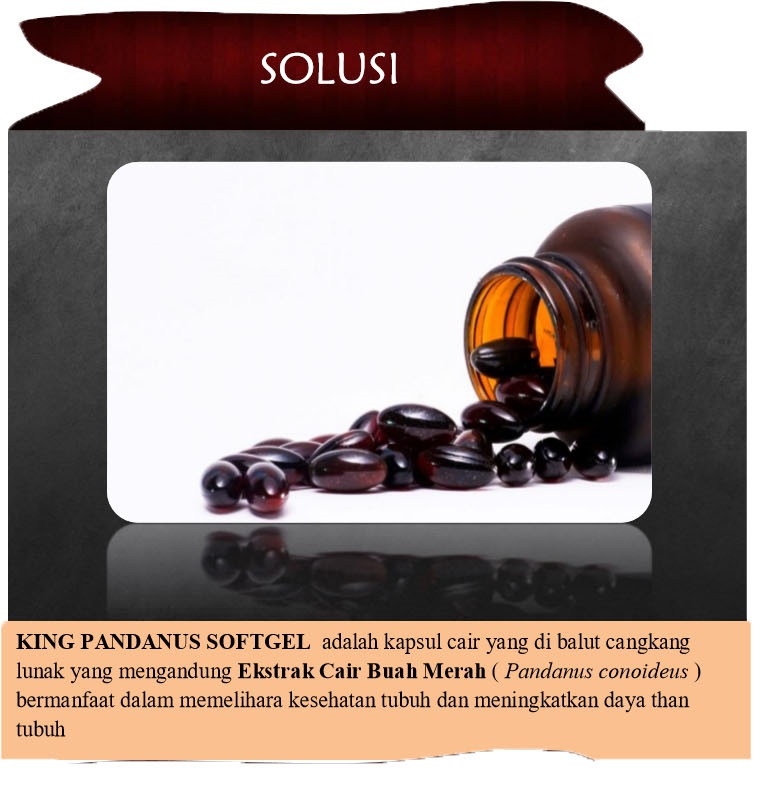 SOLUSI
KING PANDANUS SOFTGEL adalah kapsul cair yang di balut cangkang
lunak yang mengandung Ekstrak Cair Buah Merah ( Pandanus conoideus )
bermanfaat dalam memelihara kesehatan tubuh dan meningkatkan daya than
tubuh